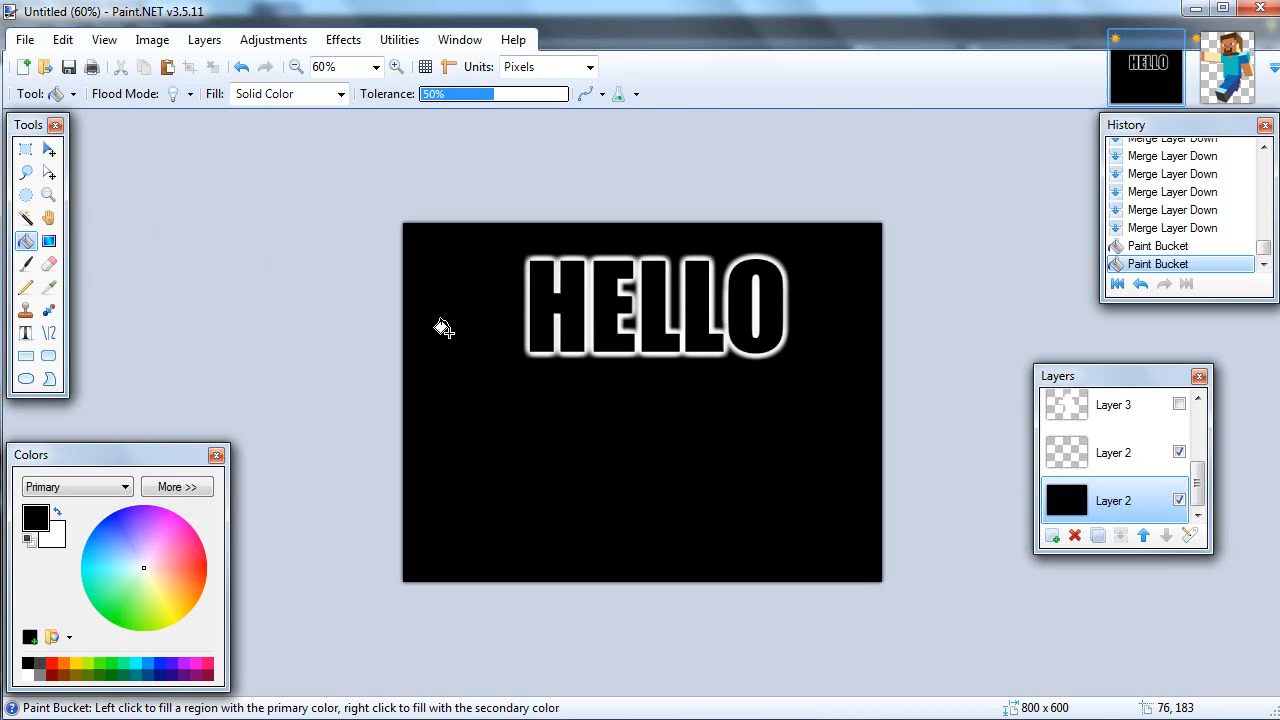 Untitled (60%) - Paint.NET v3.5.11
File Edit View Image Layers Adjustments Effects Utilities Window Help
60% Units: Pixels
Tool: Flood Mode: Fill: Solid Color Tolerance: 50%
HELLO
Tools
History
Merge Layer Down
Merge Layer Down
Merge Layer Down
Merge Layer Down
Merge Layer Down
Merge Layer Down
Paint Bucket
Paint Bucket
HELLO
Layers
Layer 3
Layer 2
Layer 2
Colors
Primary More >>
Paint Bucket: Left click to fill a region with the primary color, right click to fill with the secondary color 800 x 600 76, 183